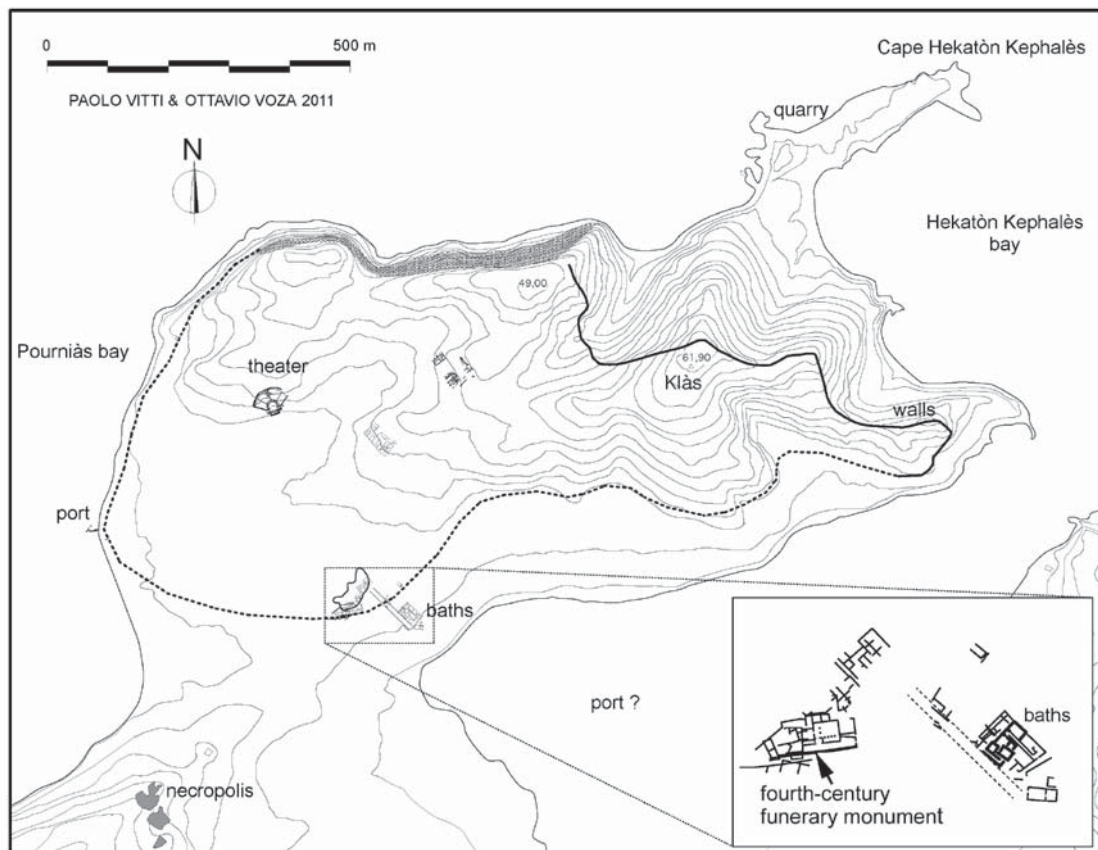 0 500 m
PAOLO VITTI & OTTAVIO VOZA 2011
Cape Hekatòn Kephalès
quarry
N
Hekatòn Kephalès
bay
49,00
Pourniàs bay
61,90
theater
Klàs
walls
port
baths
port ?
baths
necropolis
fourth-century
funerary monument